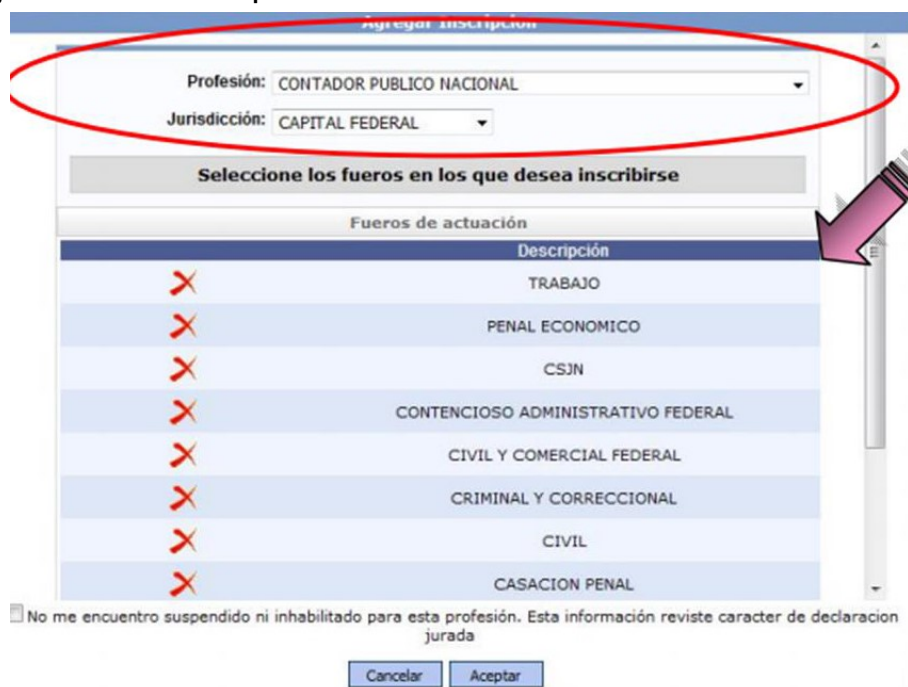 Agregar Inscripción
Profesión: CONTADOR PUBLICO NACIONAL
Jurisdicción: CAPITAL FEDERAL
Seleccione los fueros en los que desea inscribirse
Fueros de actuación
Descripción
TRABAJO
PENAL ECONOMICO
CSJN
CONTENCIOSO ADMINISTRATIVO FEDERAL
CIVIL Y COMERCIAL FEDERAL
CRIMINAL Y CORRECCIONAL
CIVIL
CASACION PENAL
No me encuentro suspendido ni inhabilitado para esta profesión. Esta información reviste caracter de declaracion
jurada
Cancelar Aceptar